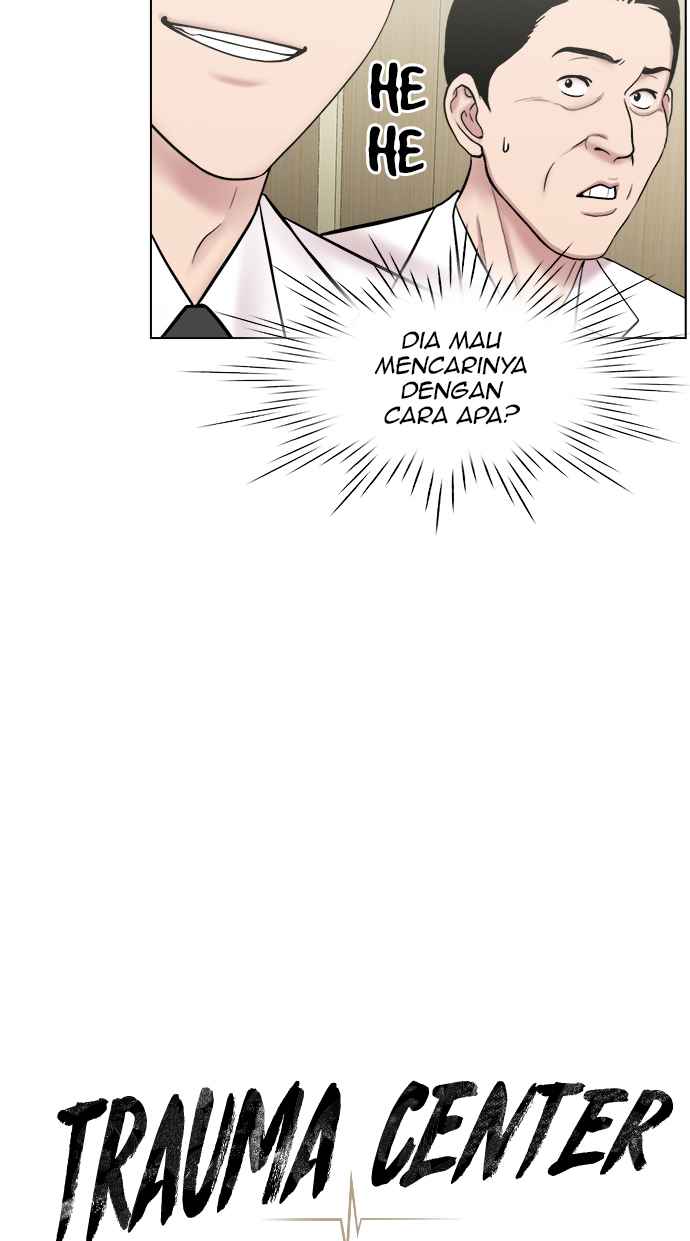 HE
HE
DIA MAU
MENCARINYA
DENGAN
CARA APA?
TRAUMA CENTER